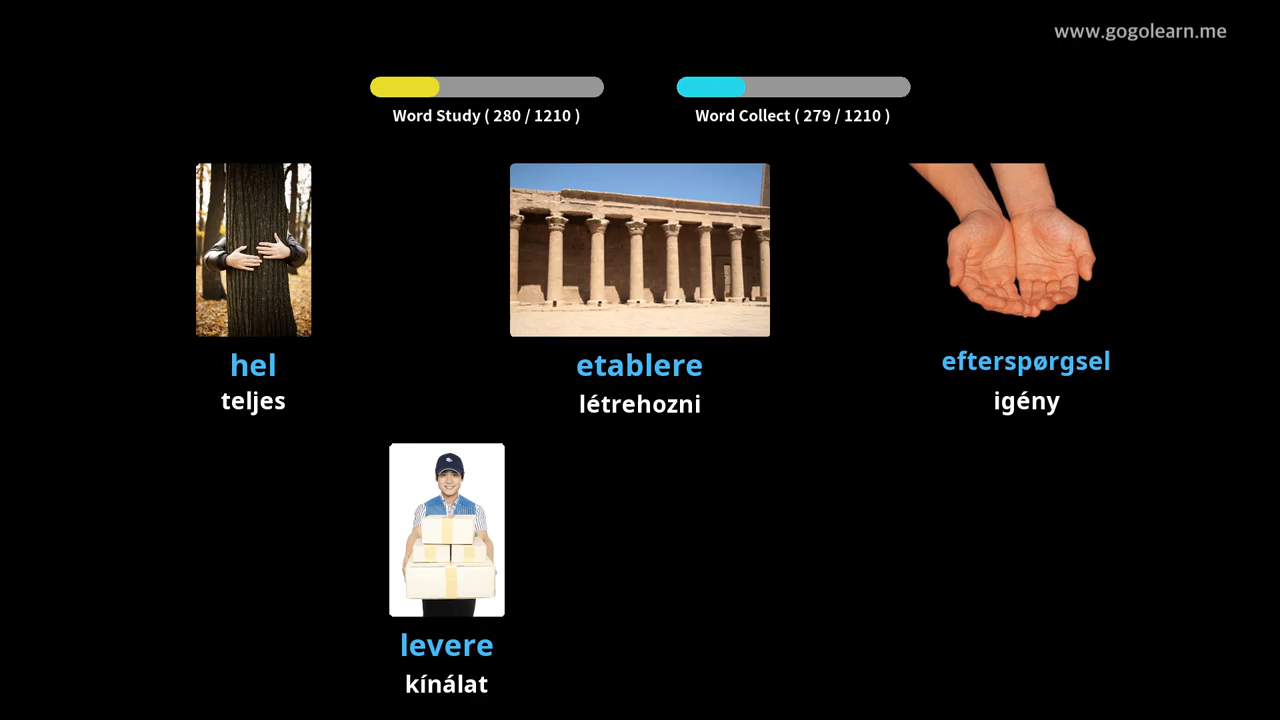 www.gogolearn.me
Word Study ( 280 / 1210 )
Word Collect ( 279 / 1210 )
hel
teljes
etablere
létrehozni
efterspørgsel
igény
levere
kínálat